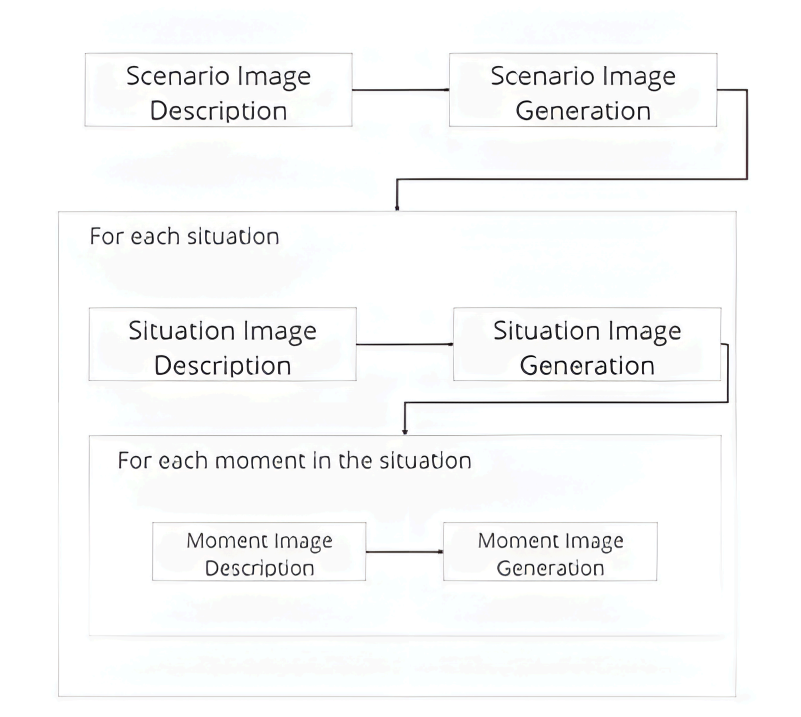 Scenario Image
Description
Scenario Image
Generation
For each situation
Situation Image
Description
Situation Image
Generation
For each moment in the situation
Moment Image
Description
Moment Image
Generation